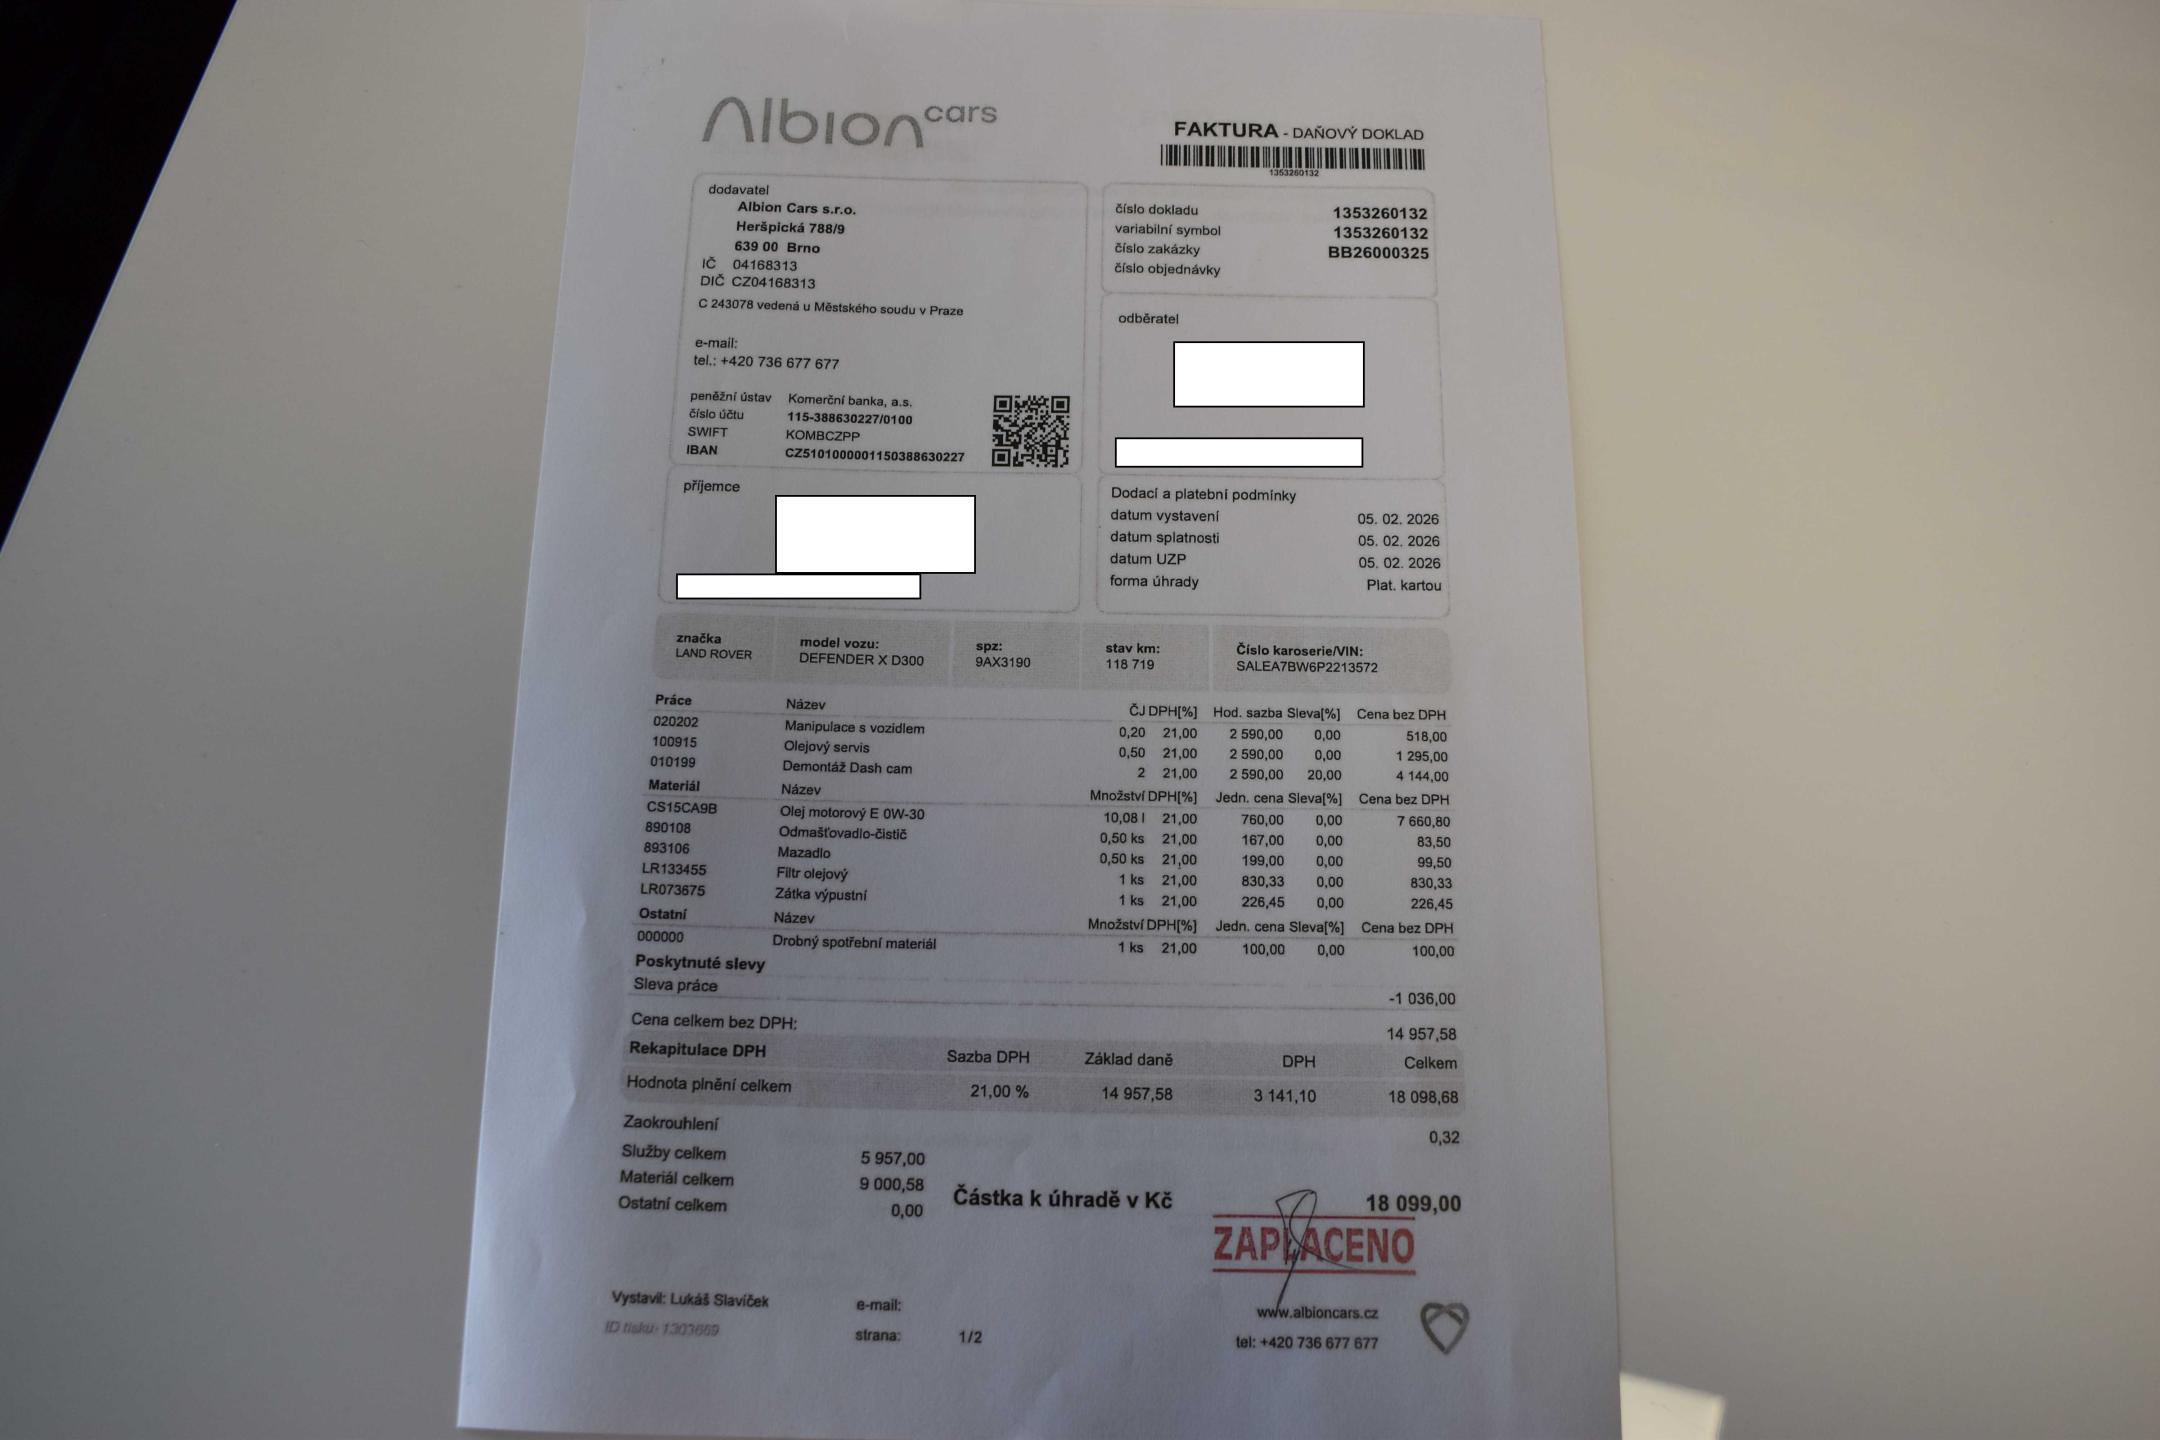 Albion cars
FAKTURA - DAŇOVÝ DOKLAD
1353260132
dodavatel
Albion Cars s.r.o.
Heršpická 788/9
639 00 Brno
IČ 04168313
DIČ CZ04168313
C 243078 vedená u Městského soudu v Praze
e-mail:
tel.: +420 736 677 677
peněžní ústav Komerční banka, a.s.
číslo účtu 115-388630227/0100
SWIFT KOMBCZPP
IBAN CZ5101000001150388630227
číslo dokladu 1353260132
variabilní symbol 1353260132
číslo zakázky BB26000325
číslo objednávky
odběratel
příjemce
Dodací a platební podmínky
datum vystavení 05. 02. 2026
datum splatnosti 05. 02. 2026
datum UZP 05. 02. 2026
forma úhrady Plat. kartou
značka model vozu: spz: stav km: Číslo karoserie/VIN:
LAND ROVER DEFENDER X D300 9AX3190 118 719 SALEA7BW6P2213572
Práce Název ČJ DPH[%] Hod. sazba Sleva[%] Cena bez DPH
020202 Manipulace s vozidlem 0,20 21,00 2 590,00 0,00 518,00
100915 Olejový servis 0,50 21,00 2 590,00 0,00 1 295,00
010199 Demontáž Dash cam 2 21,00 2 590,00 20,00 4 144,00
Materiál Název Množství DPH[%] Jedn. cena Sleva[%] Cena bez DPH
CS15CA9B Olej motorový E 0W-30 10,08 l 21,00 760,00 0,00 7 660,80
890108 Odmašťovadlo-čistič 0,50 ks 21,00 167,00 0,00 83,50
893106 Mazadlo 0,50 ks 21,00 199,00 0,00 99,50
LR133455 Filtr olejový 1 ks 21,00 830,33 0,00 830,33
LR073675 Zátka výpustní 1 ks 21,00 226,45 0,00 226,45
Ostatní Název Množství DPH[%] Jedn. cena Sleva[%] Cena bez DPH
000000 Drobný spotřební materiál 1 ks 21,00 100,00 0,00 100,00
Poskytnuté slevy
Sleva práce -1 036,00
Cena celkem bez DPH: 14 957,58
Rekapitulace DPH Sazba DPH Základ daně DPH Celkem
Hodnota plnění celkem 21,00 % 14 957,58 3 141,10 18 098,68
Zaokrouhlení 0,32
Služby celkem 5 957,00
Materiál celkem 9 000,58
Ostatní celkem 0,00
Částka k úhradě v Kč 18 099,00
ZAPLACENO
Vystavil: Lukáš Slavíček e-mail: www.albioncars.cz
ID tisku: 1303669 strana: 1/2 tel: +420 736 677 677